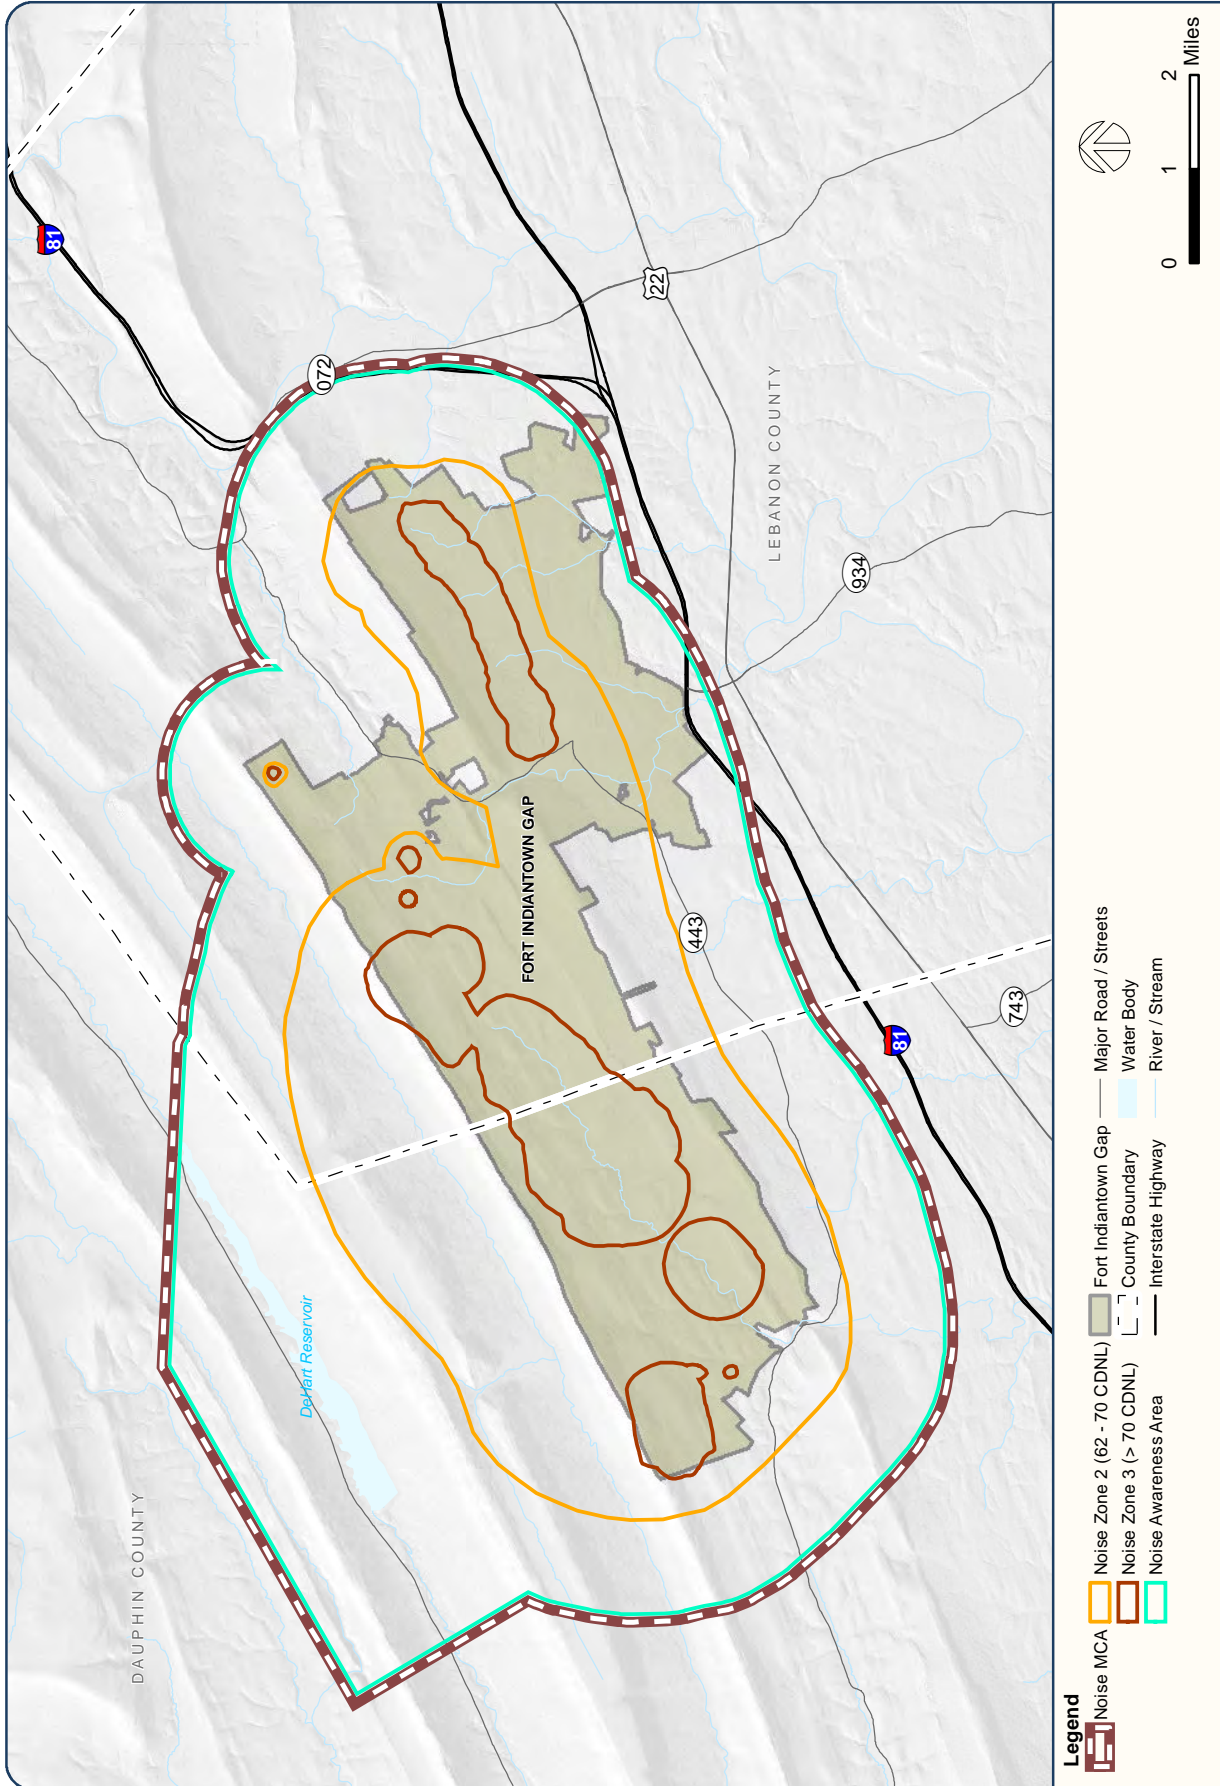 81
072
22
LEBANON COUNTY
934
FORT INDIANTOWN GAP
443
743
81
DeHart Reservoir
DAUPHIN COUNTY
Legend
Noise MCA
Noise Zone 2 (62 - 70 CDNL)
Noise Zone 3 (> 70 CDNL)
Noise Awareness Area
Fort Indiantown Gap
County Boundary
Interstate Highway
Major Road / Streets
Water Body
River / Stream
0 1 2 Miles